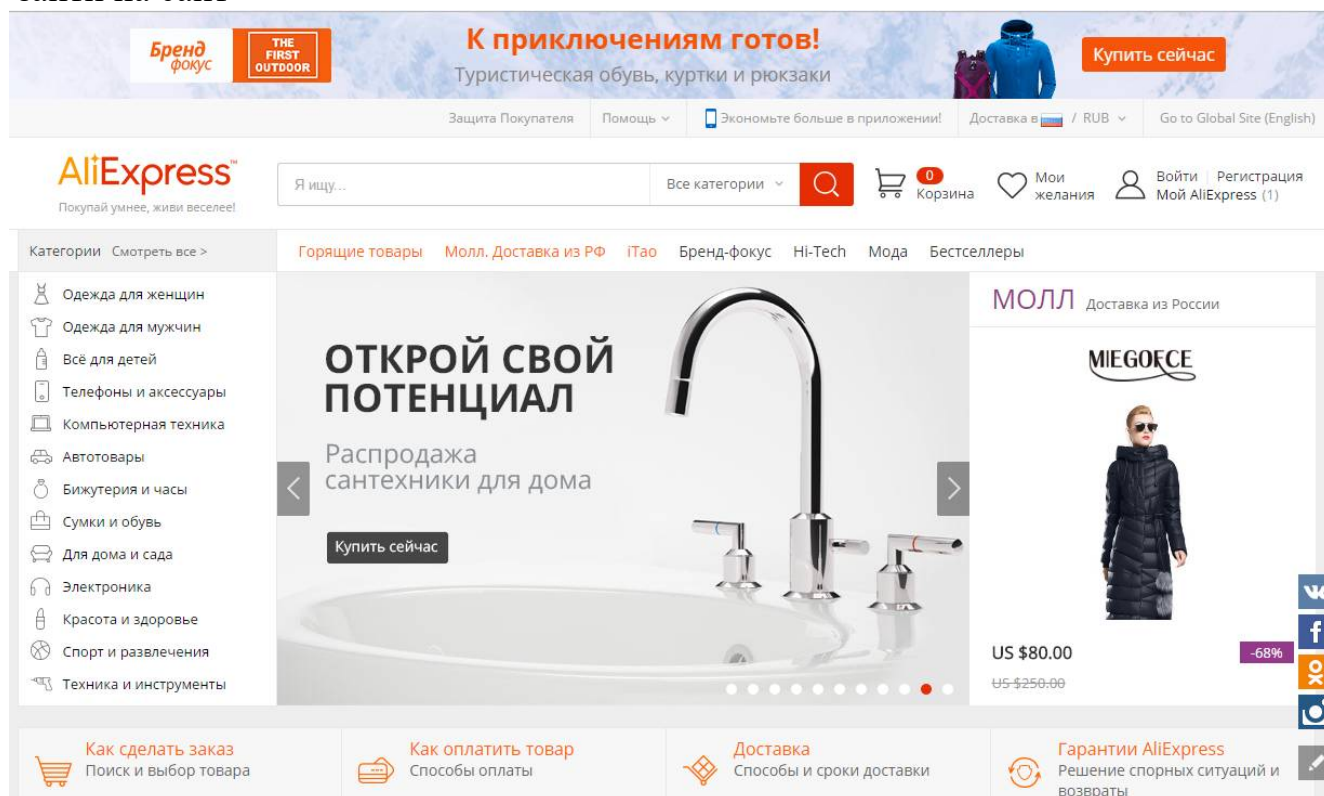 Бренд
фокус
THE
FIRST
OUTDOOR
К приключениям готов!
Туристическая обувь, куртки и рюкзаки
Купить сейчас
Защита Покупателя
Помощь
Экономьте больше в приложении!
Доставка в / RUB
Go to Global Site (English)
AliExpress™
Покупай умнее, живи веселее!
Я ищу...
Все категории
0
Корзина
Мои
желания
Войти | Регистрация
Мой AliExpress (1)
Категории Смотреть все >
Горящие товары
Молл. Доставка из РФ
iTao
Бренд-фокус
Hi-Tech
Мода
Бестселлеры
Одежда для женщин
Одежда для мужчин
Всё для детей
Телефоны и аксессуары
Компьютерная техника
Автотовары
Бижутерия и часы
Сумки и обувь
Для дома и сада
Электроника
Красота и здоровье
Спорт и развлечения
Техника и инструменты
ОТКРОЙ СВОЙ
ПОТЕНЦИАЛ
Распродажа
сантехники для дома
Купить сейчас
МОЛЛ Доставка из России
MIEGOFCE
US $80.00
-68%
US $250.00
Как сделать заказ
Поиск и выбор товара
Как оплатить товар
Способы оплаты
Доставка
Способы и сроки доставки
Гарантии AliExpress
Решение спорных ситуаций и
возвраты